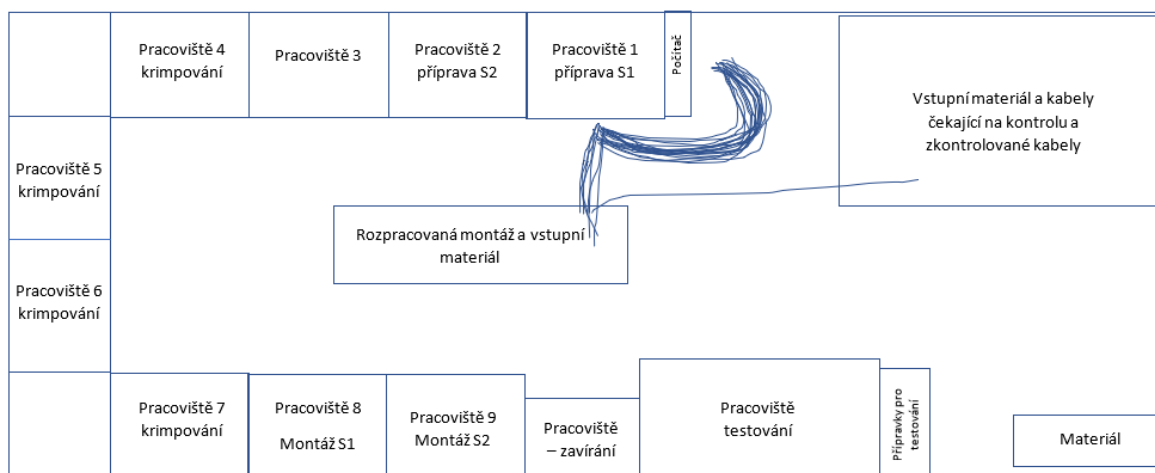 Pracoviště 4
krimpování
Pracoviště 3
Pracoviště 2
příprava S2
Pracoviště 1
příprava S1
Počítač
Vstupní materiál a kabely
čekající na kontrolu a
zkontrolované kabely
Pracoviště 5
krimpování
Rozpracovaná montáž a vstupní
materiál
Pracoviště 6
krimpování
Pracoviště 7
krimpování
Pracoviště 8
Montáž S1
Pracoviště 9
Montáž S2
Pracoviště
– zavírání
Pracoviště
testování
Přípravky pro
testování
Materiál